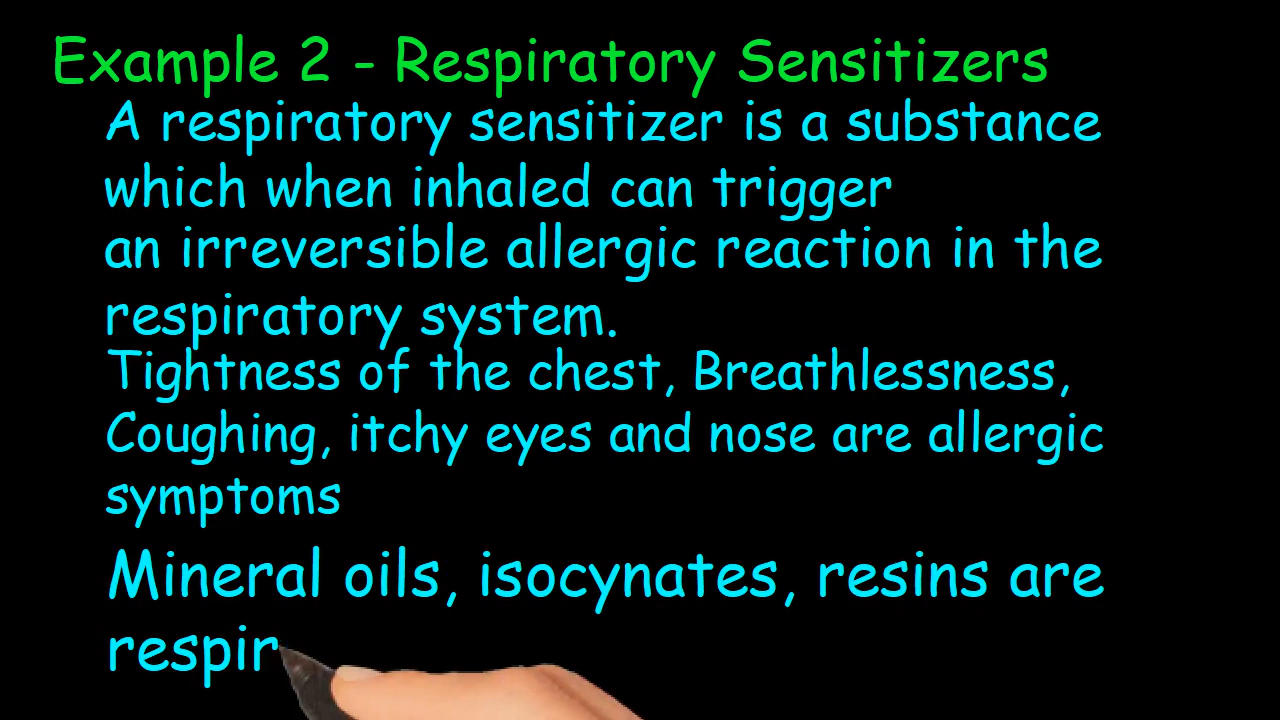 Example 2 - Respiratory Sensitizers
A respiratory sensitizer is a substance
which when inhaled can trigger
an irreversible allergic reaction in the
respiratory system.
Tightness of the chest, Breathlessness,
Coughing, itchy eyes and nose are allergic
symptoms
Mineral oils, isocynates, resins are
respir